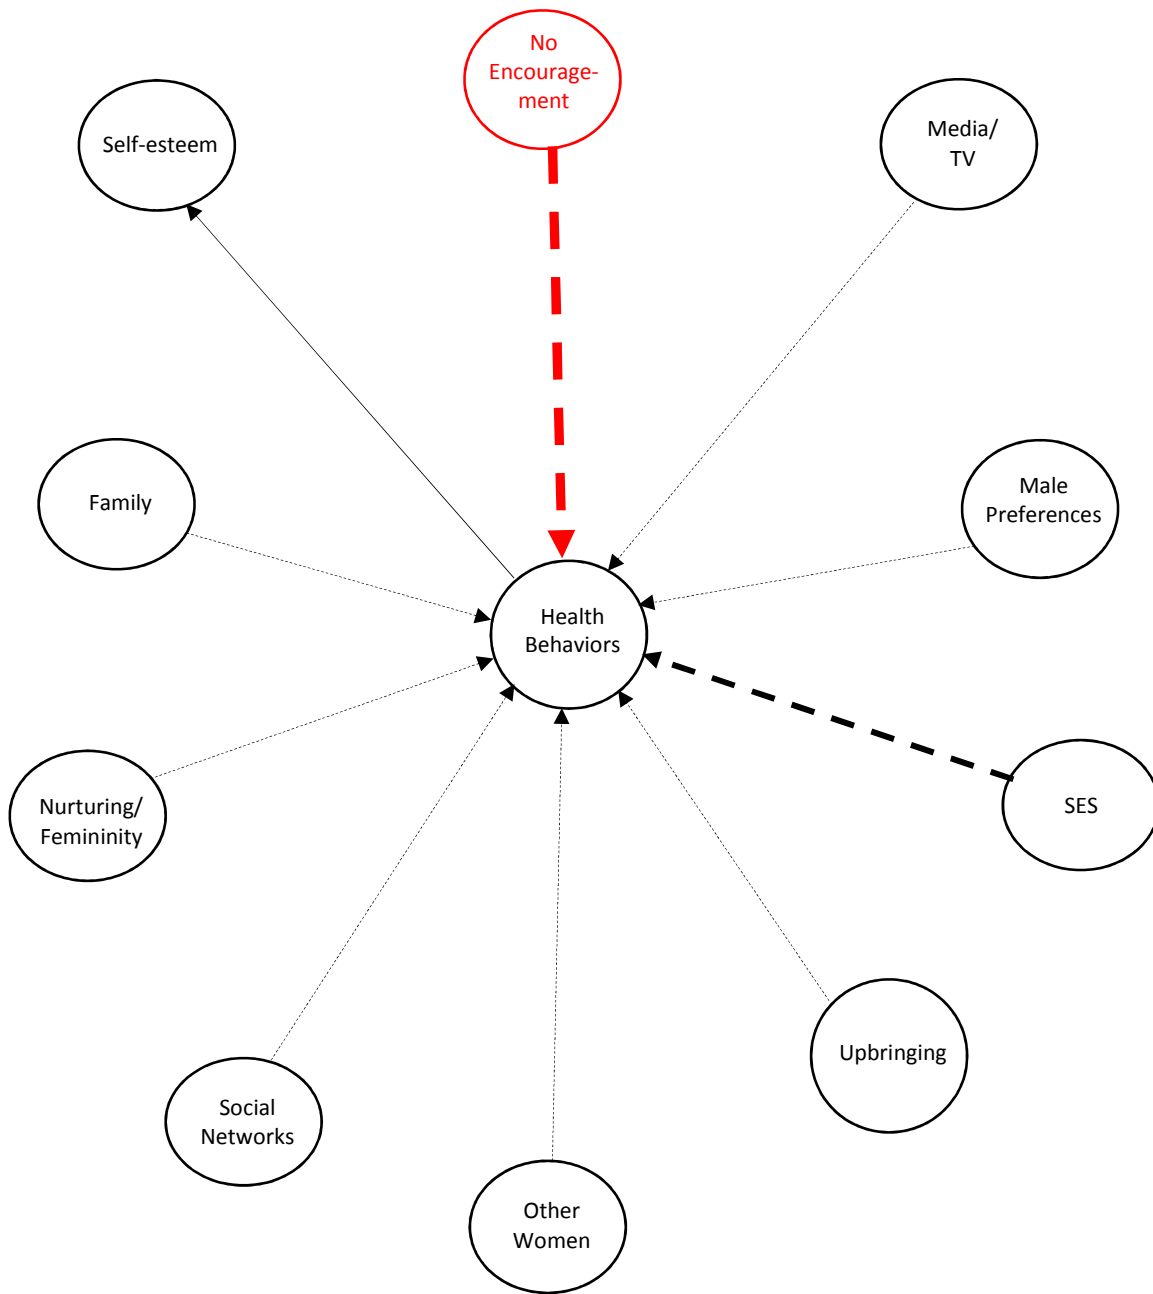 No
Encourage-
ment
Self-esteem
Media/
TV
Family
Male
Preferences
Health
Behaviors
Nurturing/
Femininity
SES
Upbringing
Social
Networks
Other
Women